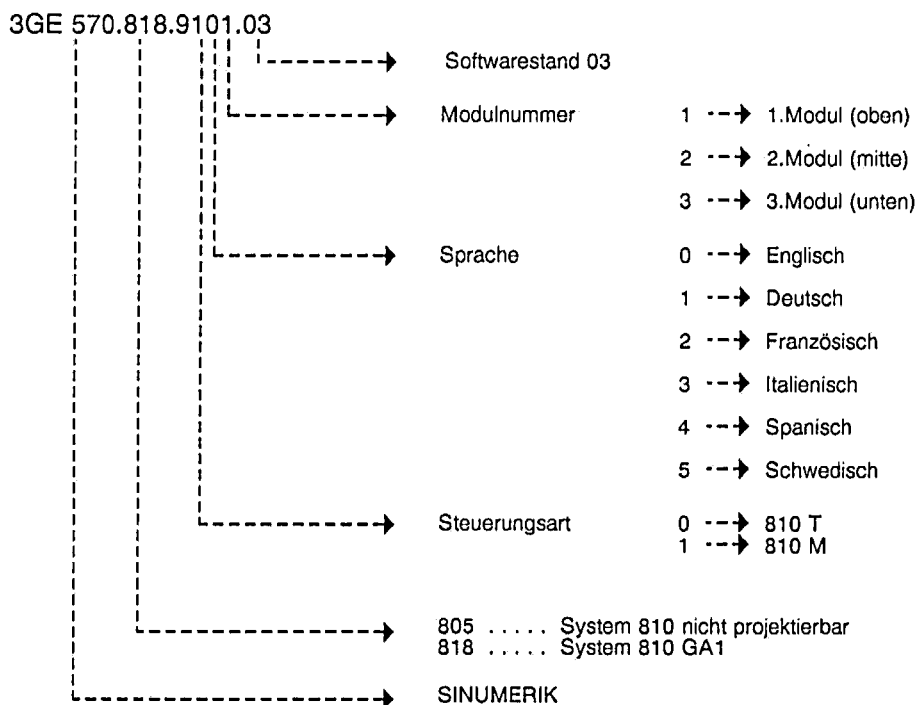 3GE 570.818.9101.03
Softwarestand 03
Modulnummer 1 1.Modul (oben)
2 2.Modul (mitte)
3 3.Modul (unten)
Sprache 0 Englisch
1 Deutsch
2 Französisch
3 Italienisch
4 Spanisch
5 Schwedisch
Steuerungsart 0 810 T
1 810 M
805 ..... System 810 nicht projektierbar
818 ..... System 810 GA1
SINUMERIK